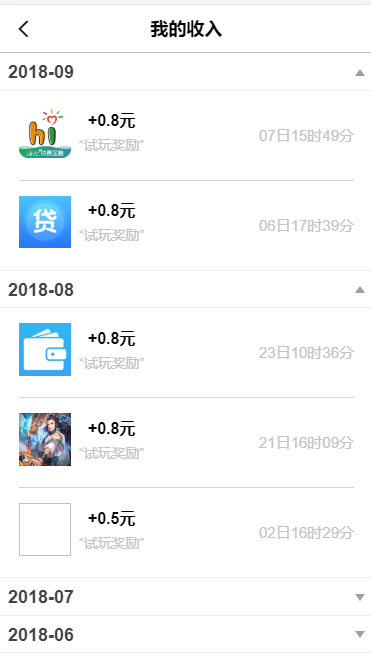 我的收入
2018-09
hi
+0.8元
07日15时49分
“试玩奖励”
贷
+0.8元
06日17时39分
“试玩奖励”
2018-08
+0.8元
23日10时36分
“试玩奖励”
+0.8元
21日16时09分
“试玩奖励”
+0.5元
02日16时29分
“试玩奖励”
2018-07
2018-06